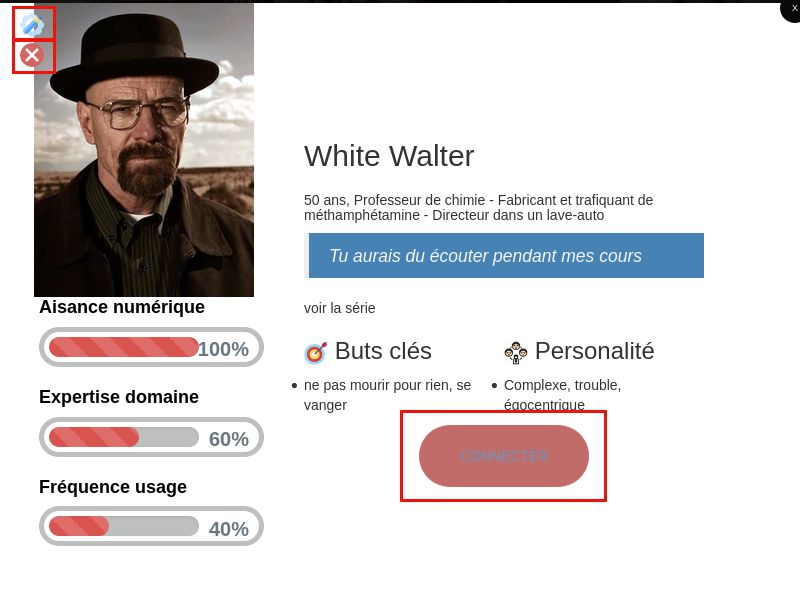 x
White Walter
50 ans, Professeur de chimie - Fabricant et trafiquant de
méthamphétamine - Directeur dans un lave-auto
Tu aurais du écouter pendant mes cours
voir la série
Buts clés
ne pas mourir pour rien, se
vanger
Personalité
Complexe, trouble,
égocentrique
CONNECTER
Aisance numérique
100%
Expertise domaine
60%
Fréquence usage
40%